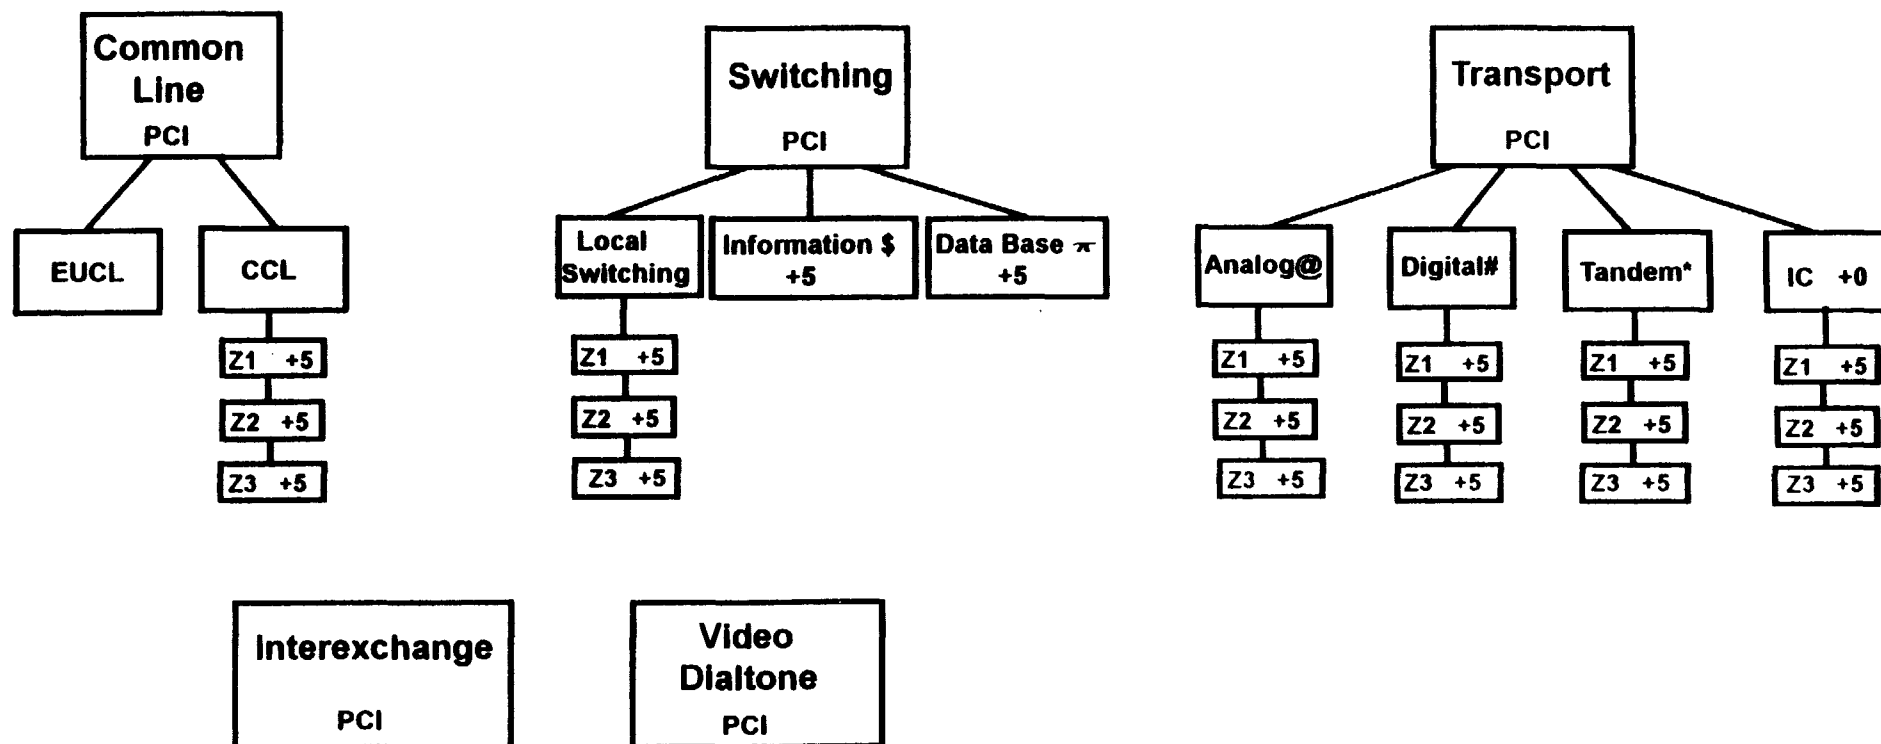 Common
Line
PCI
EUCL
CCL
Z1 +5
Z2 +5
Z3 +5
Switching
PCI
Local
Switching
Z1 +5
Z2 +5
Z3 +5
Information $
+5
Data Base π
+5
Transport
PCI
Analog@
Z1 +5
Z2 +5
Z3 +5
Digital#
Z1 +5
Z2 +5
Z3 +5
Tandem*
Z1 +5
Z2 +5
Z3 +5
IC +0
Z1 +5
Z2 +5
Z3 +5
Interexchange
PCI
Video
Dialtone
PCI